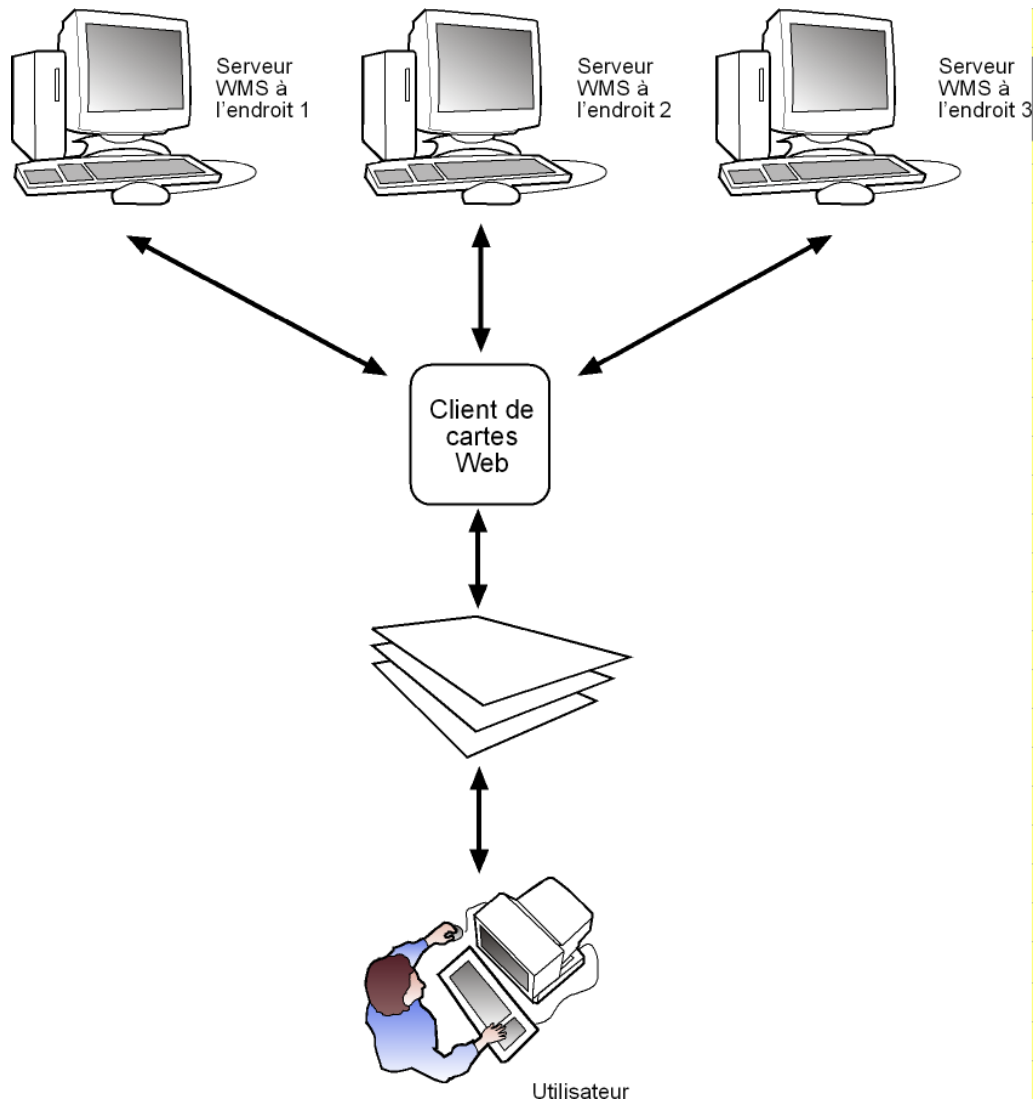 Serveur
WMS à
l'endroit 1
Serveur
WMS à
l'endroit 2
Serveur
WMS à
l'endroit 3
Client de
cartes
Web
Utilisateur